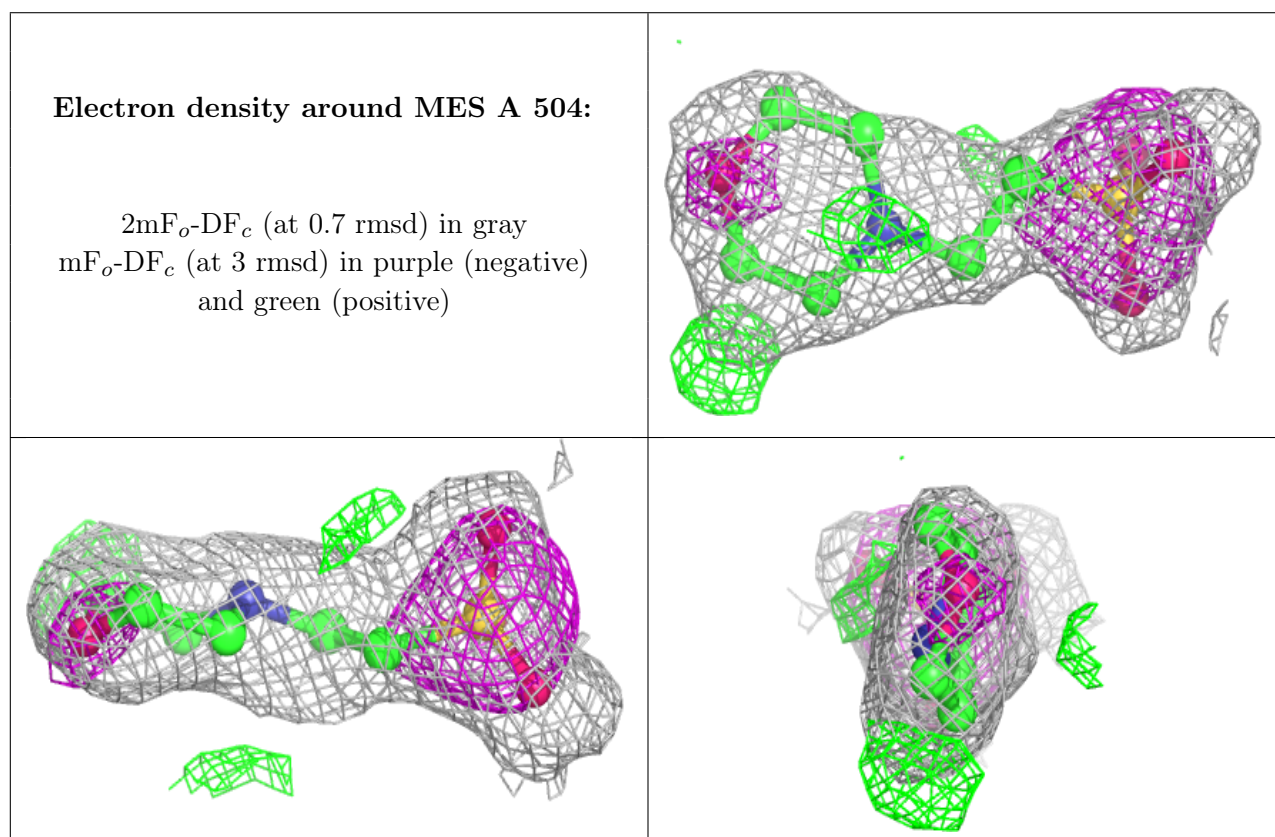 Electron density around MES A 504:
2mFo-DFc (at 0.7 rmsd) in gray
mFo-DFc (at 3 rmsd) in purple (negative)
and green (positive)